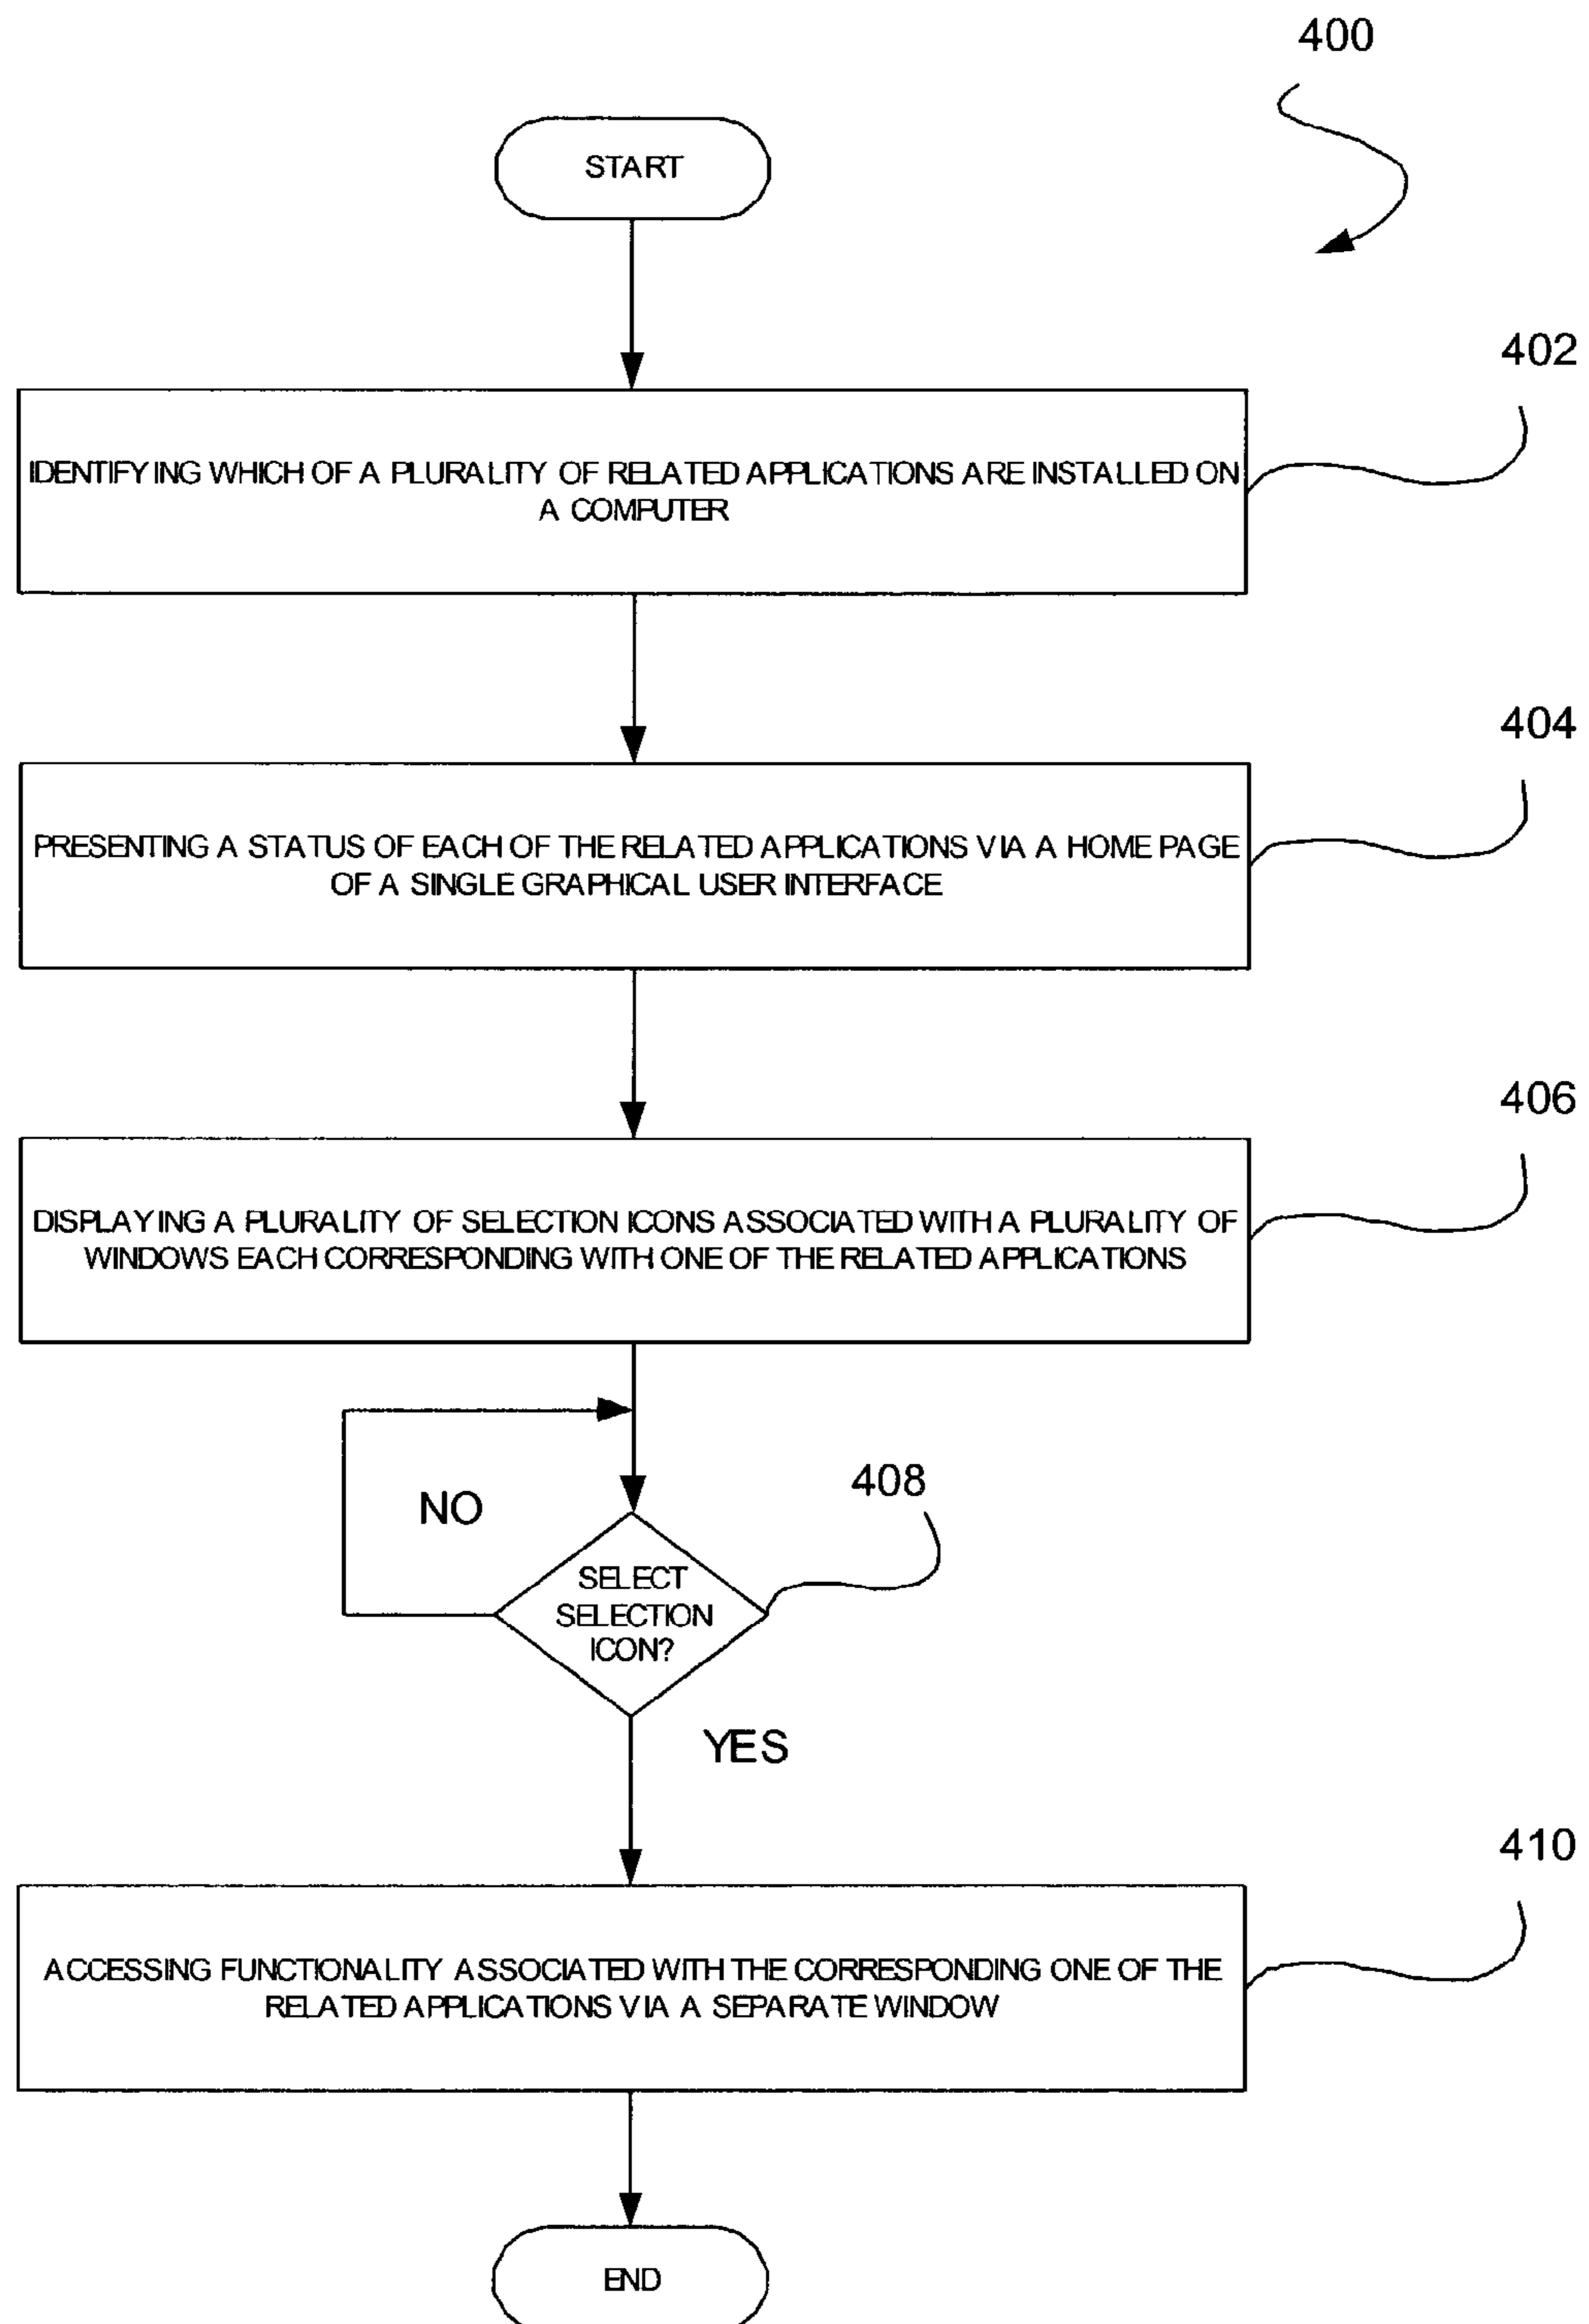 400
START
402
IDENTIFYING WHICH OF A PLURALITY OF RELATED APPLICATIONS ARE INSTALLED ON
A COMPUTER
404
PRESENTING A STATUS OF EACH OF THE RELATED APPLICATIONS VIA A HOME PAGE
OF A SINGLE GRAPHICAL USER INTERFACE
406
DISPLAYING A PLURALITY OF SELECTION ICONS ASSOCIATED WITH A PLURALITY OF
WINDOWS EACH CORRESPONDING WITH ONE OF THE RELATED APPLICATIONS
408
NO
SELECT
SELECTION
ICON?
YES
410
ACCESSING FUNCTIONALITY ASSOCIATED WITH THE CORRESPONDING ONE OF THE
RELATED APPLICATIONS VIA A SEPARATE WINDOW
END